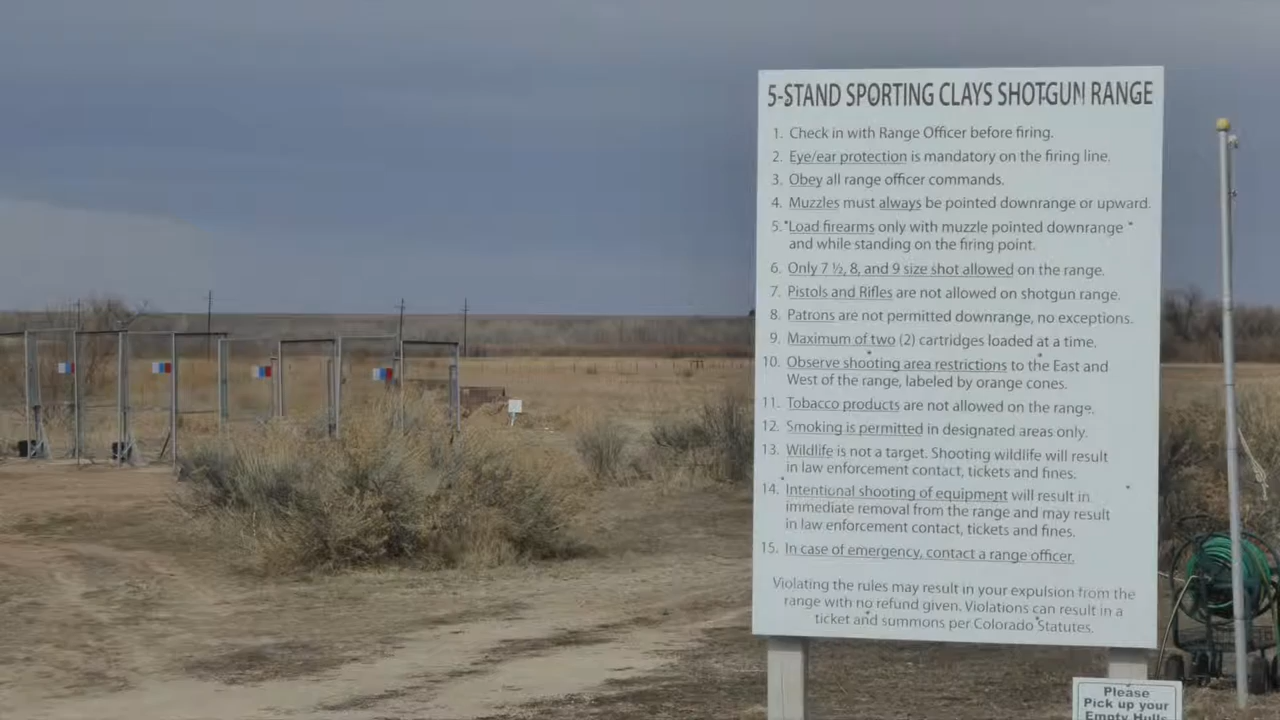 5-STAND SPORTING CLAYS SHOTGUN RANGE
1. Check in with Range Officer before firing.
2. Eye/ear protection is mandatory on the firing line.
3. Obey all range officer commands.
4. Muzzles must always be pointed downrange or upward.
5. Load firearms only with muzzle pointed downrange
and while standing on the firing point.
6. Only 7 ½, 8, and 9 size shot allowed on the range.
7. Pistols and Rifles are not allowed on shotgun range.
8. Patrons are not permitted downrange, no exceptions.
9. Maximum of two (2) cartridges loaded at a time.
10. Observe shooting area restrictions to the East and
West of the range, labeled by orange cones.
11. Tobacco products are not allowed on the range.
12. Smoking is permitted in designated areas only.
13. Wildlife is not a target. Shooting wildlife will result
in law enforcement contact, tickets and fines.
14. Intentional shooting of equipment will result in
immediate removal from the range and may result
in law enforcement contact, tickets and fines.
15. In case of emergency, contact a range officer.
Violating the rules may result in your expulsion from the
range with no refund given. Violations can result in a
ticket and summons per Colorado Statutes.
Please
Pick up your
Empty Hulls